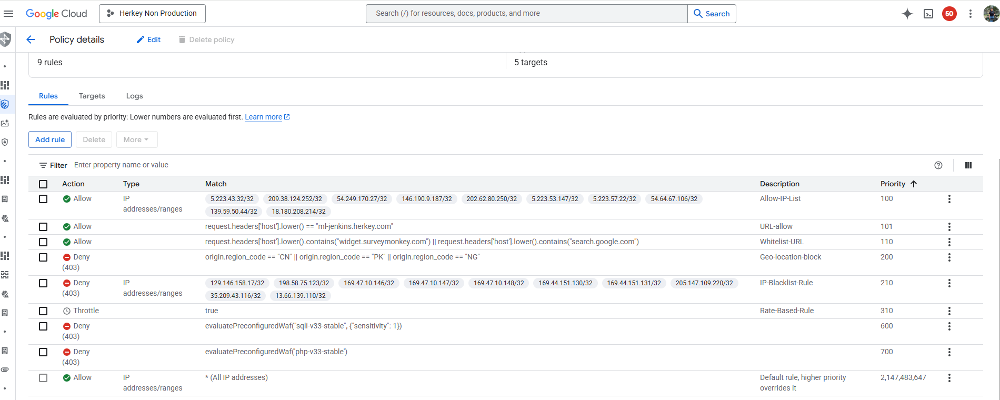 Google Cloud
Herkey Non Production
Search (/) for resources, docs, products, and more
Search
50
Policy details
Edit
Delete policy
9 rules
5 targets
Rules
Targets
Logs
Rules are evaluated by priority: Lower numbers are evaluated first. Learn more
Add rule
Delete
More
Filter
Enter property name or value
Action Type Match Description Priority
Allow IP 5.223.43.32/32 209.38.124.252/32 54.249.170.27/32 146.190.9.187/32 202.62.80.250/32 5.223.53.147/32 5.223.57.22/32 54.64.67.106/32 Allow-IP-List 100
addresses/ranges 139.59.50.44/32 18.180.208.214/32
Allow request.headers['host'].lower() == "ml-jenkins.herkey.com" URL-allow 101
Allow request.headers['host'].lower().contains("widget.surveymonkey.com") || request.headers['host'].lower().contains("search.google.com") Whitelist-URL 110
Deny origin.region_code == "CN" || origin.region_code == "PK" || origin.region_code == "NG" Geo-location-block 200
(403)
Deny IP 129.146.158.17/32 198.58.75.123/32 169.47.10.146/32 169.47.10.147/32 169.47.10.148/32 169.44.151.130/32 169.44.151.131/32 205.147.109.220/32 IP-Blacklist-Rule 210
(403) addresses/ranges 35.209.43.116/32 13.66.139.110/32
Throttle true Rate-Based-Rule 310
Deny evaluatePreconfiguredWaf("sqli-v33-stable", {"sensitivity": 1}) 600
(403)
Deny evaluatePreconfiguredWaf('php-v33-stable') 700
(403)
Allow IP * (All IP addresses) Default rule, higher priority 2,147,483,647
addresses/ranges overrides it